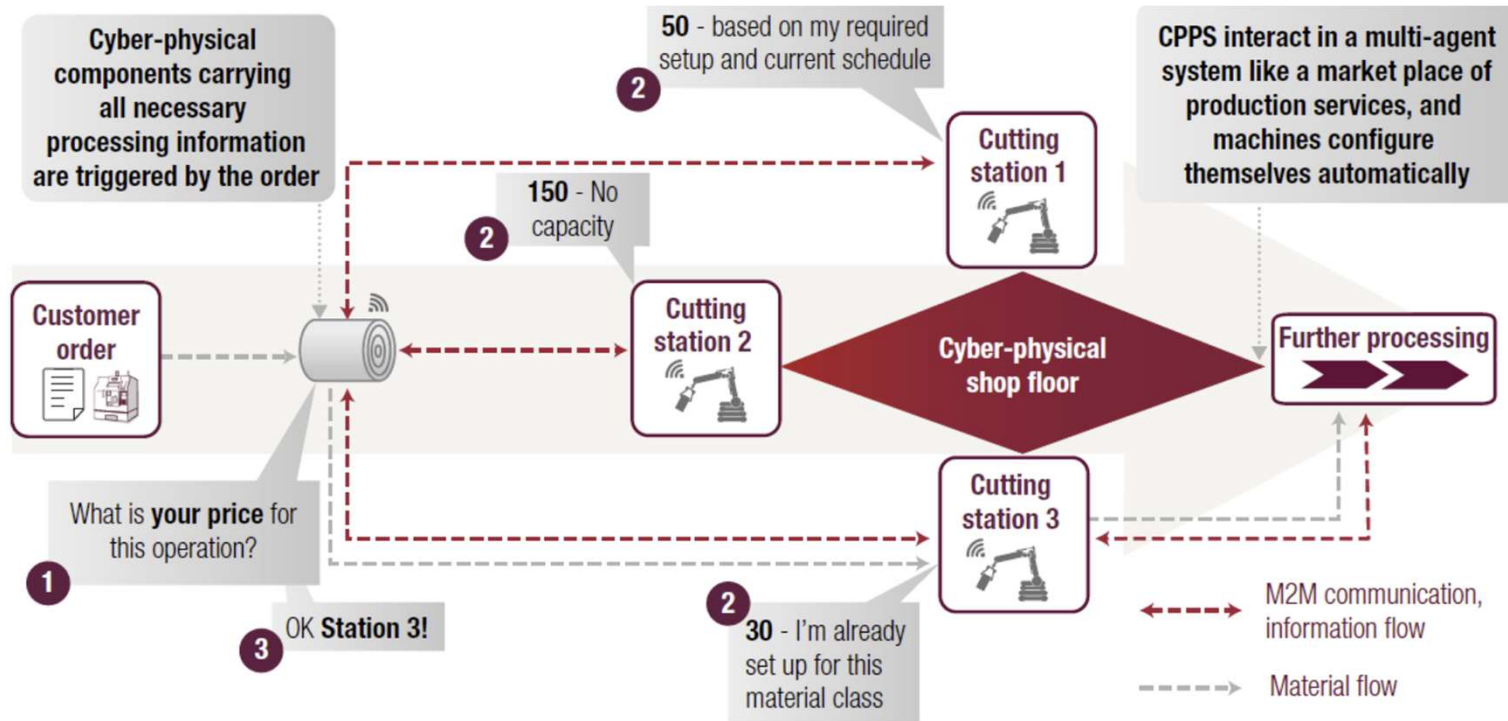 Cyber-physical
components carrying
all necessary
processing information
are triggered by the order
50 - based on my required
setup and current schedule
2
CPPS interact in a multi-agent
system like a market place of
production services, and
machines configure
themselves automatically
Cutting
station 1
150 - No
capacity
2
Customer
order
Cutting
station 2
Cyber-physical
shop floor
Further processing
What is your price for
this operation?
1
OK Station 3!
3
Cutting
station 3
2
30 - I'm already
set up for this
material class
M2M communication,
information flow
Material flow